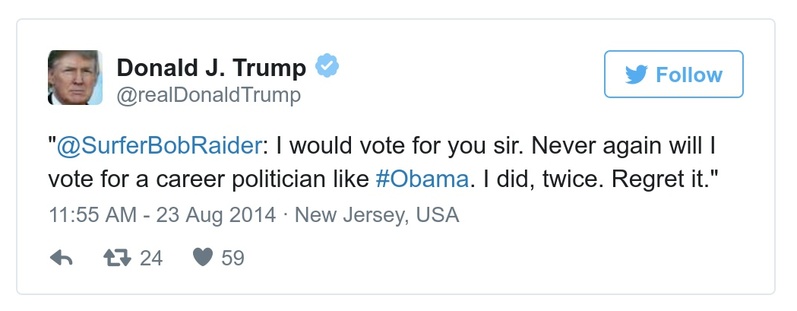 Donald J. Trump
@realDonaldTrump
Follow
"@SurferBobRaider: I would vote for you sir. Never again will I
vote for a career politician like #Obama. I did, twice. Regret it."
11:55 AM - 23 Aug 2014 · New Jersey, USA
24
59